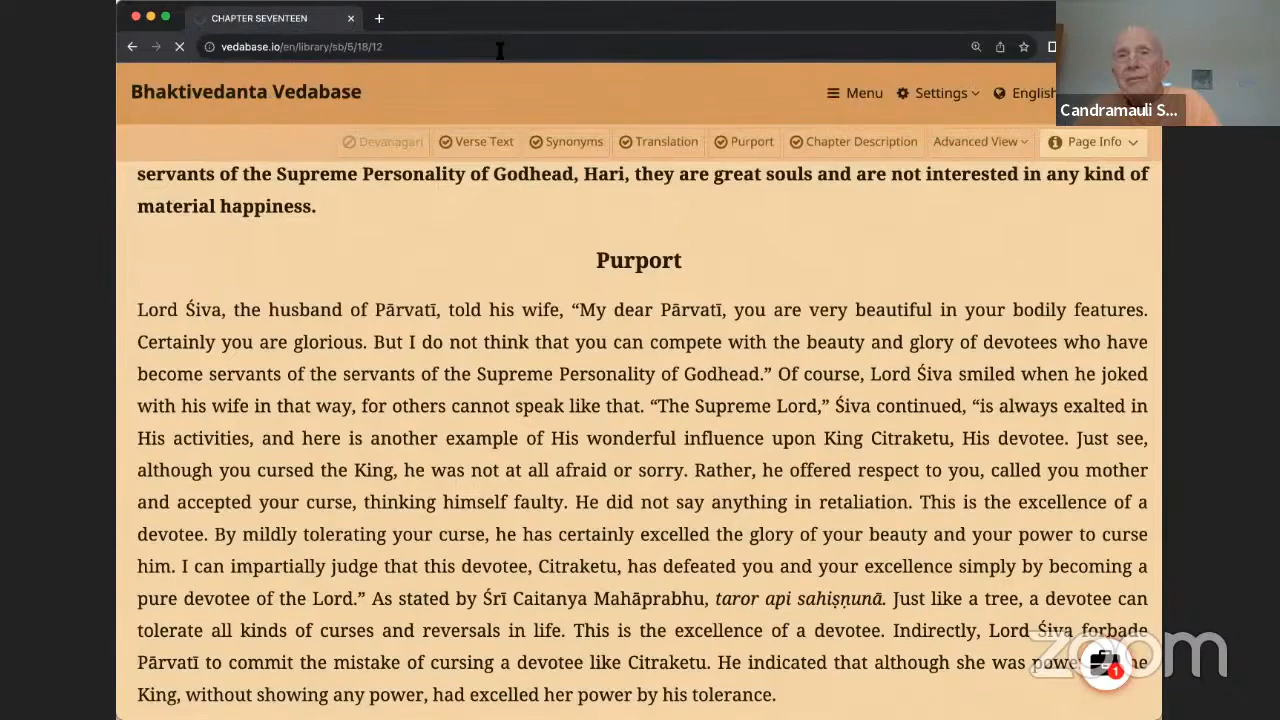 CHAPTER SEVENTEEN
vedabase.io/en/library/sb/5/18/12
Bhaktivedanta Vedabase
Menu
Settings
English
Candramauli S...
Devanagari
Verse Text
Synonyms
Translation
Purport
Chapter Description
Advanced View
Page Info
servants of the Supreme Personality of Godhead, Hari, they are great souls and are not interested in any kind of
material happiness.
Purport
Lord Śiva, the husband of Pārvatī, told his wife, “My dear Pārvatī, you are very beautiful in your bodily features.
Certainly you are glorious. But I do not think that you can compete with the beauty and glory of devotees who have
become servants of the servants of the Supreme Personality of Godhead.” Of course, Lord Śiva smiled when he joked
with his wife in that way, for others cannot speak like that. “The Supreme Lord,” Śiva continued, “is always exalted in
His activities, and here is another example of His wonderful influence upon King Citraketu, His devotee. Just see,
although you cursed the King, he was not at all afraid or sorry. Rather, he offered respect to you, called you mother
and accepted your curse, thinking himself faulty. He did not say anything in retaliation. This is the excellence of a
devotee. By mildly tolerating your curse, he has certainly excelled the glory of your beauty and your power to curse
him. I can impartially judge that this devotee, Citraketu, has defeated you and your excellence simply by becoming a
pure devotee of the Lord.” As stated by Śrī Caitanya Mahāprabhu, taror api sahiṣṇunā. Just like a tree, a devotee can
tolerate all kinds of curses and reversals in life. This is the excellence of a devotee. Indirectly, Lord Śiva forbade
Pārvatī to commit the mistake of cursing a devotee like Citraketu. He indicated that although she was
King, without showing any power, had excelled her power by his tolerance.
zoom
1